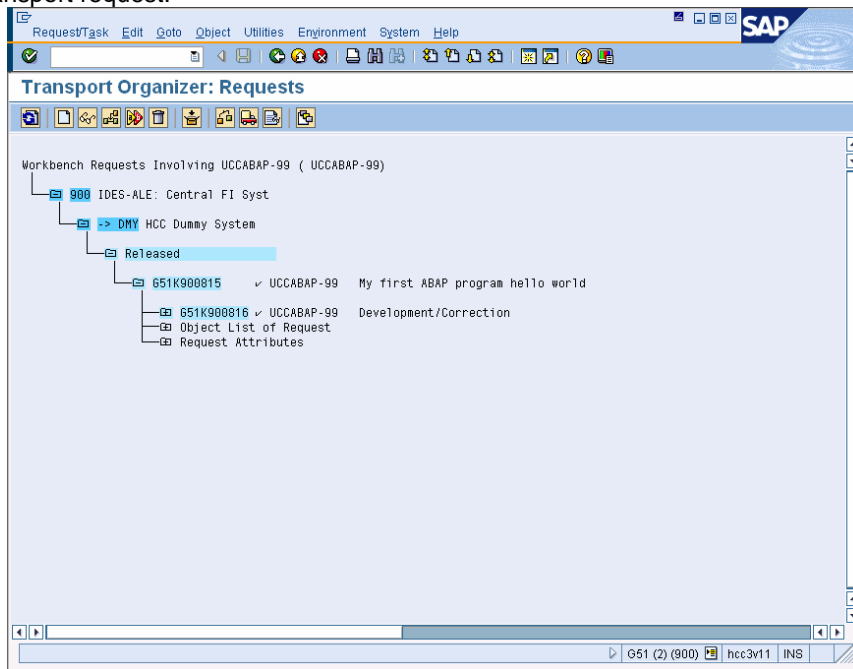 ansport request.
Request/Task Edit Goto Object Utilities Environment System Help
SAP
Transport Organizer: Requests
Workbench Requests Involving UCCABAP-99 ( UCCABAP-99)
900 IDES-ALE: Central FI Syst
-> DMY HCC Dummy System
Released
G51K900815 ✓ UCCABAP-99 My first ABAP program hello world
G51K900816 ✓ UCCABAP-99 Development/Correction
Object List of Request
Request Attributes
G51 (2) (900) hcc3v11 INS